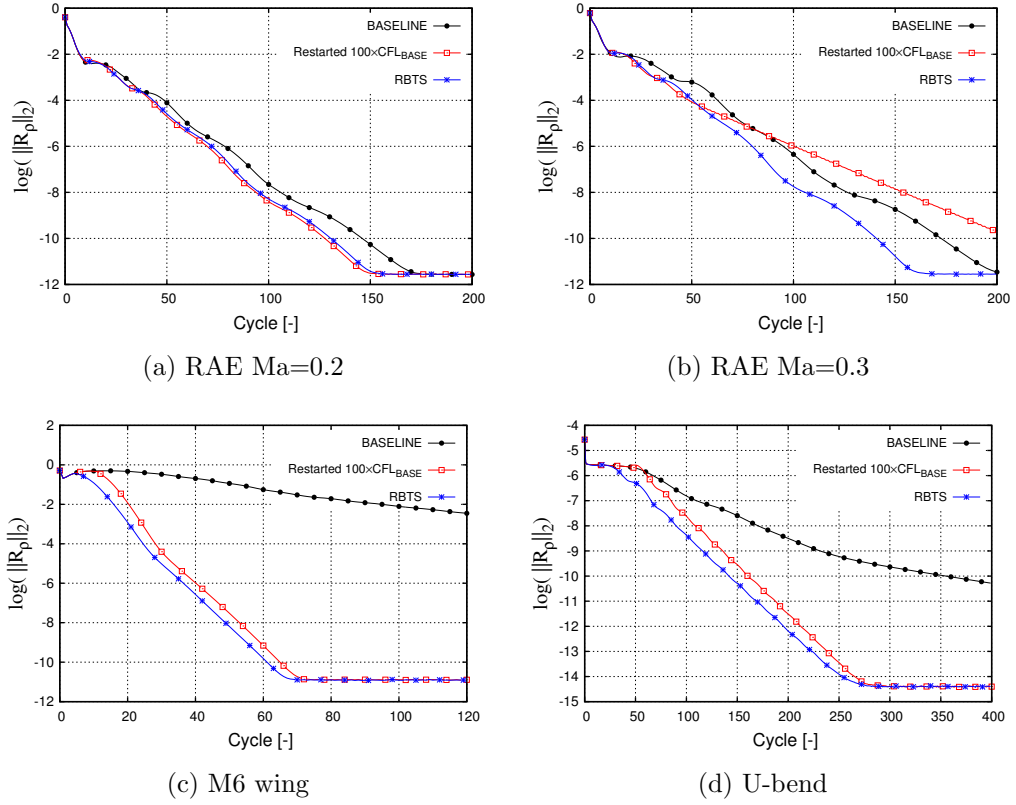 0
-2
-4
-6
-8
-10
-12
0 50 100 150 200
log( ||Rρ||2)
Cycle [-]
BASELINE
Restarted 100×CFLBASE
RBTS
(a) RAE Ma=0.2
0
-2
-4
-6
-8
-10
-12
0 50 100 150 200
log( ||Rρ||2)
Cycle [-]
BASELINE
Restarted 100×CFLBASE
RBTS
(b) RAE Ma=0.3
2
0
-2
-4
-6
-8
-10
-12
0 20 40 60 80 100 120
log( ||Rρ||2)
Cycle [-]
BASELINE
Restarted 100×CFLBASE
RBTS
(c) M6 wing
-4
-5
-6
-7
-8
-9
-10
-11
-12
-13
-14
-15
0 50 100 150 200 250 300 350 400
log( ||Rρ||2)
Cycle [-]
BASELINE
Restarted 100×CFLBASE
RBTS
(d) U-bend